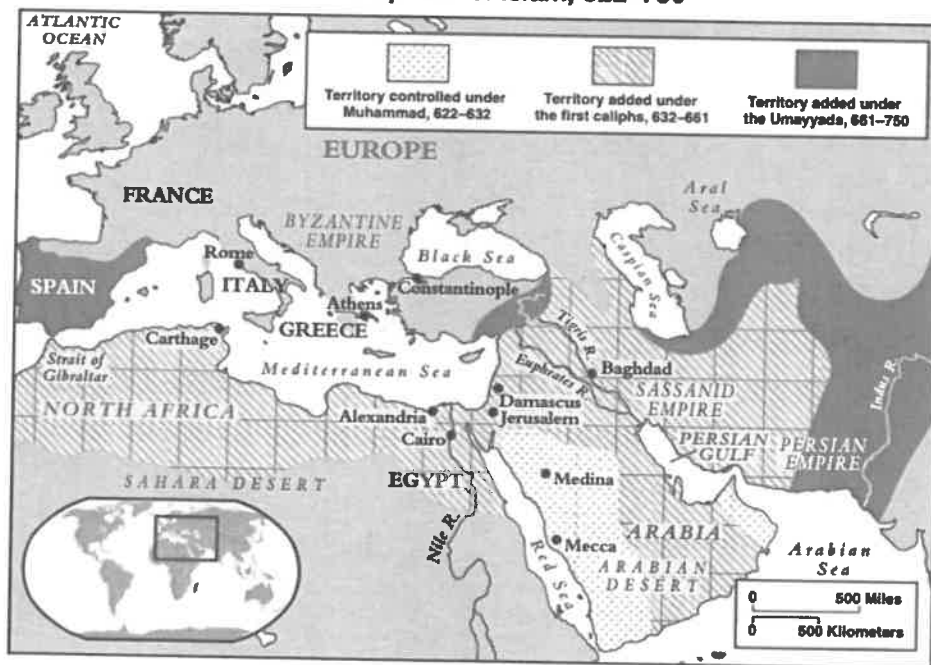 ATLANTIC
OCEAN
Territory controlled under
Muhammad, 622–632
Territory added under
the first caliphs, 632–661
Territory added under
the Umayyads, 661–750
EUROPE
FRANCE
Aral
Sea
BYZANTINE
EMPIRE
Black Sea
Caspian Sea
Rome
ITALY
SPAIN
Constantinople
Athens
GREECE
Carthage
Tigris R.
Strait of
Gibraltar
Mediterranean Sea
Euphrates R.
Baghdad
Indus R.
SASSANID
EMPIRE
Damascus
Jerusalem
NORTH AFRICA
Alexandria
Cairo
PERSIAN
GULF
PERSIAN
EMPIRE
SAHARA DESERT
EGYPT
Medina
Nile R.
Red Sea
Mecca
ARABIA
ARABIAN
DESERT
Arabian
Sea
0 500 Miles
0 500 Kilometers